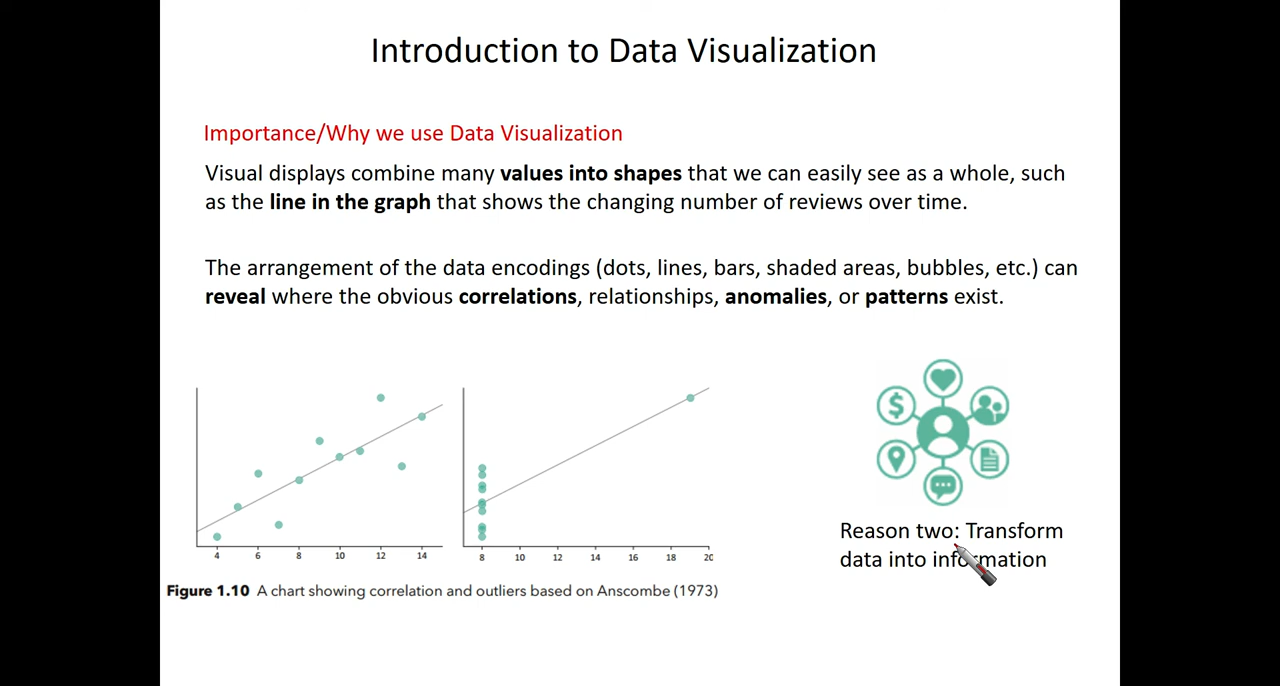 Introduction to Data Visualization
Importance/Why we use Data Visualization
Visual displays combine many values into shapes that we can easily see as a whole, such
as the line in the graph that shows the changing number of reviews over time.
The arrangement of the data encodings (dots, lines, bars, shaded areas, bubbles, etc.) can
reveal where the obvious correlations, relationships, anomalies, or patterns exist.
4 6 8 10 12 14
8 10 12 14 16 18 20
$
Reason two: Transform
data into information
Figure 1.10 A chart showing correlation and outliers based on Anscombe (1973)